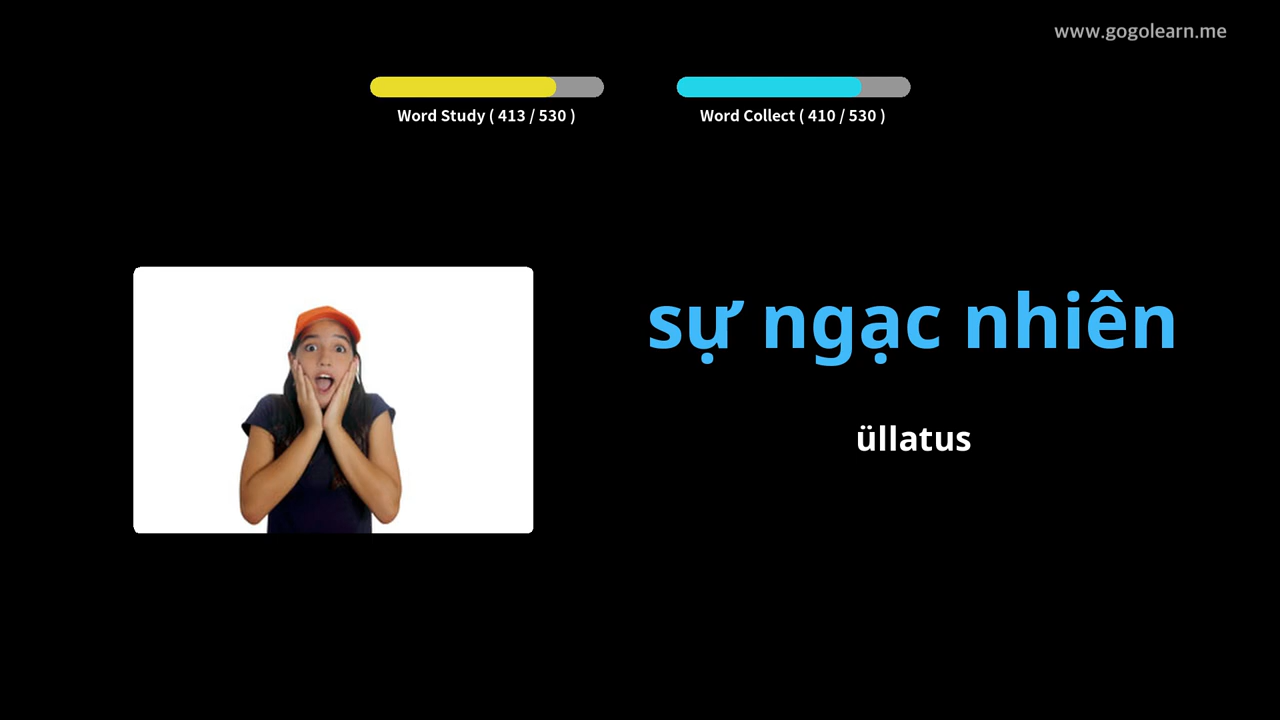 www.gogolearn.me
Word Study ( 413 / 530 )
Word Collect ( 410 / 530 )
sự ngạc nhiên
üllatus